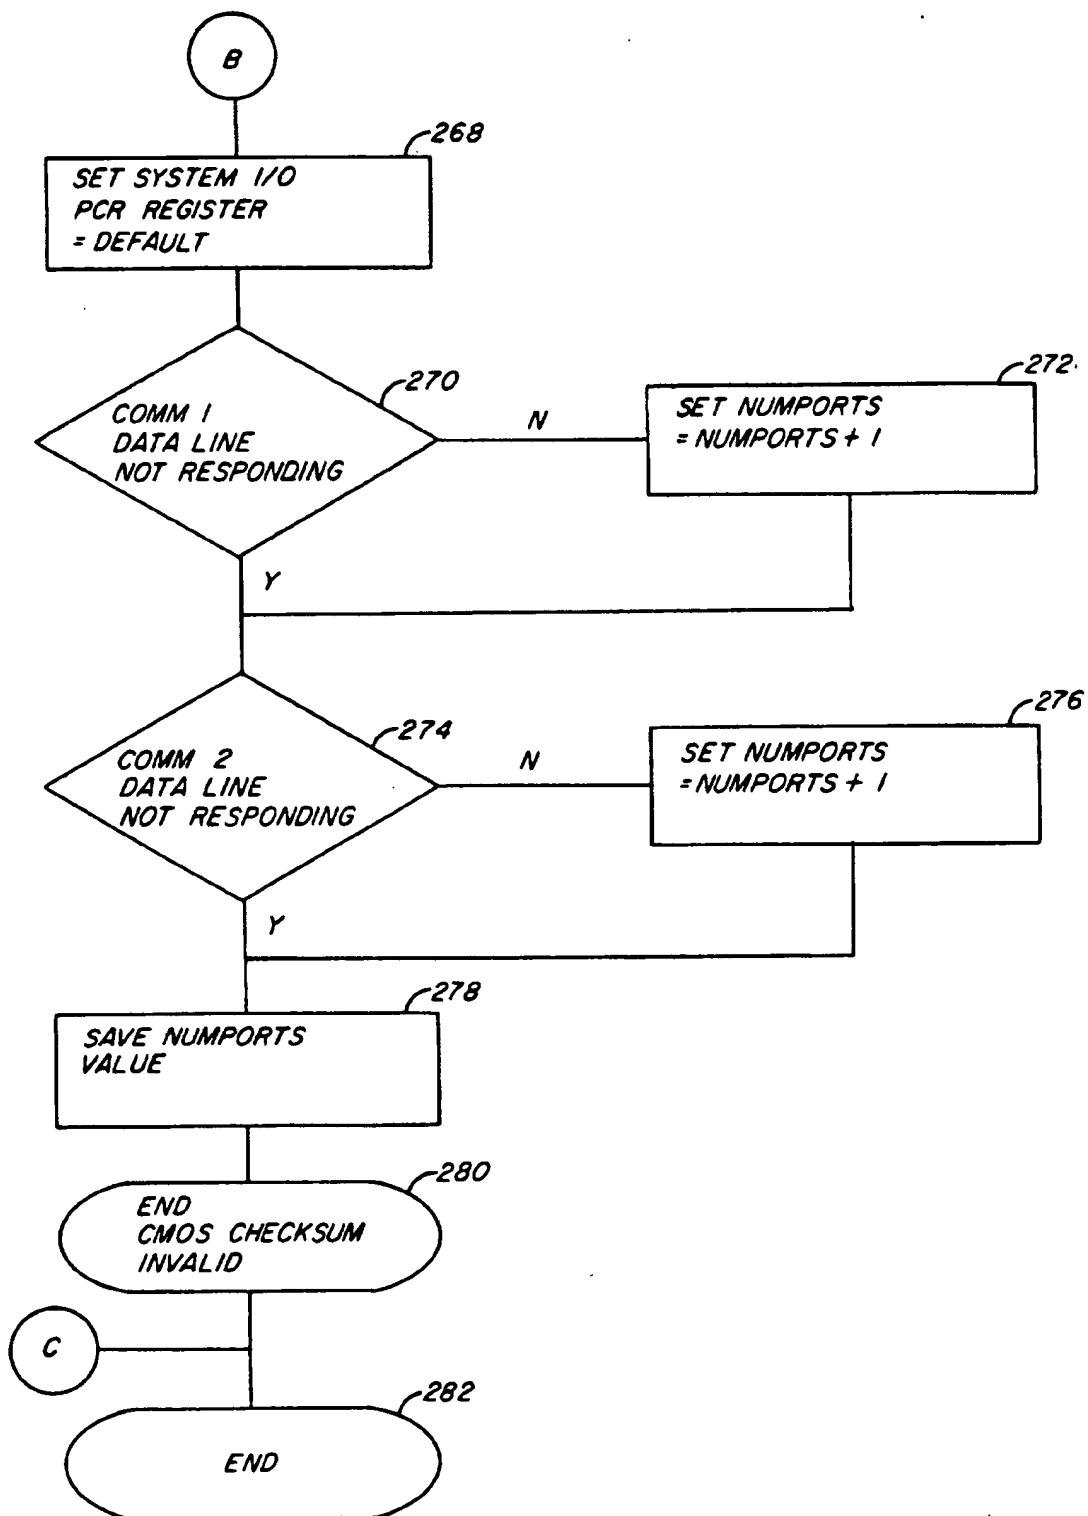 B
268
SET SYSTEM I/O
PCR REGISTER
= DEFAULT
270
COMM 1
DATA LINE
NOT RESPONDING
N
272
SET NUMPORTS
= NUMPORTS + 1
Y
274
COMM 2
DATA LINE
NOT RESPONDING
N
276
SET NUMPORTS
= NUMPORTS + 1
Y
278
SAVE NUMPORTS
VALUE
280
END
CMOS CHECKSUM
INVALID
C
282
END